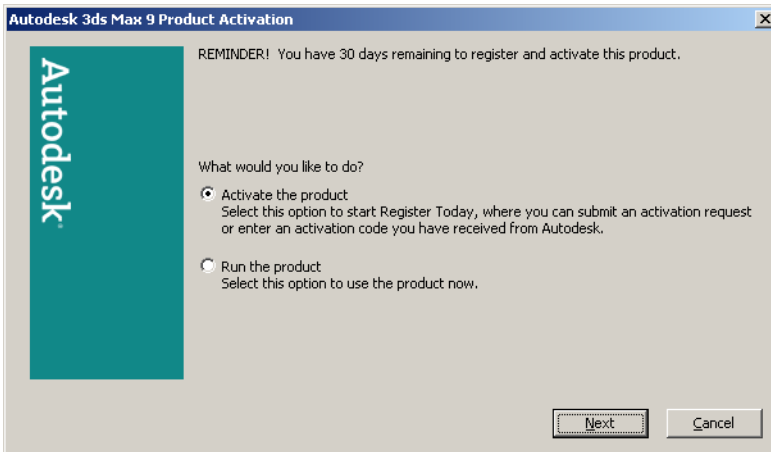 Autodesk 3ds Max 9 Product Activation
Autodesk
REMINDER! You have 30 days remaining to register and activate this product.
What would you like to do?
Activate the product
Select this option to start Register Today, where you can submit an activation request
or enter an activation code you have received from Autodesk.
Run the product
Select this option to use the product now.
Next
Cancel